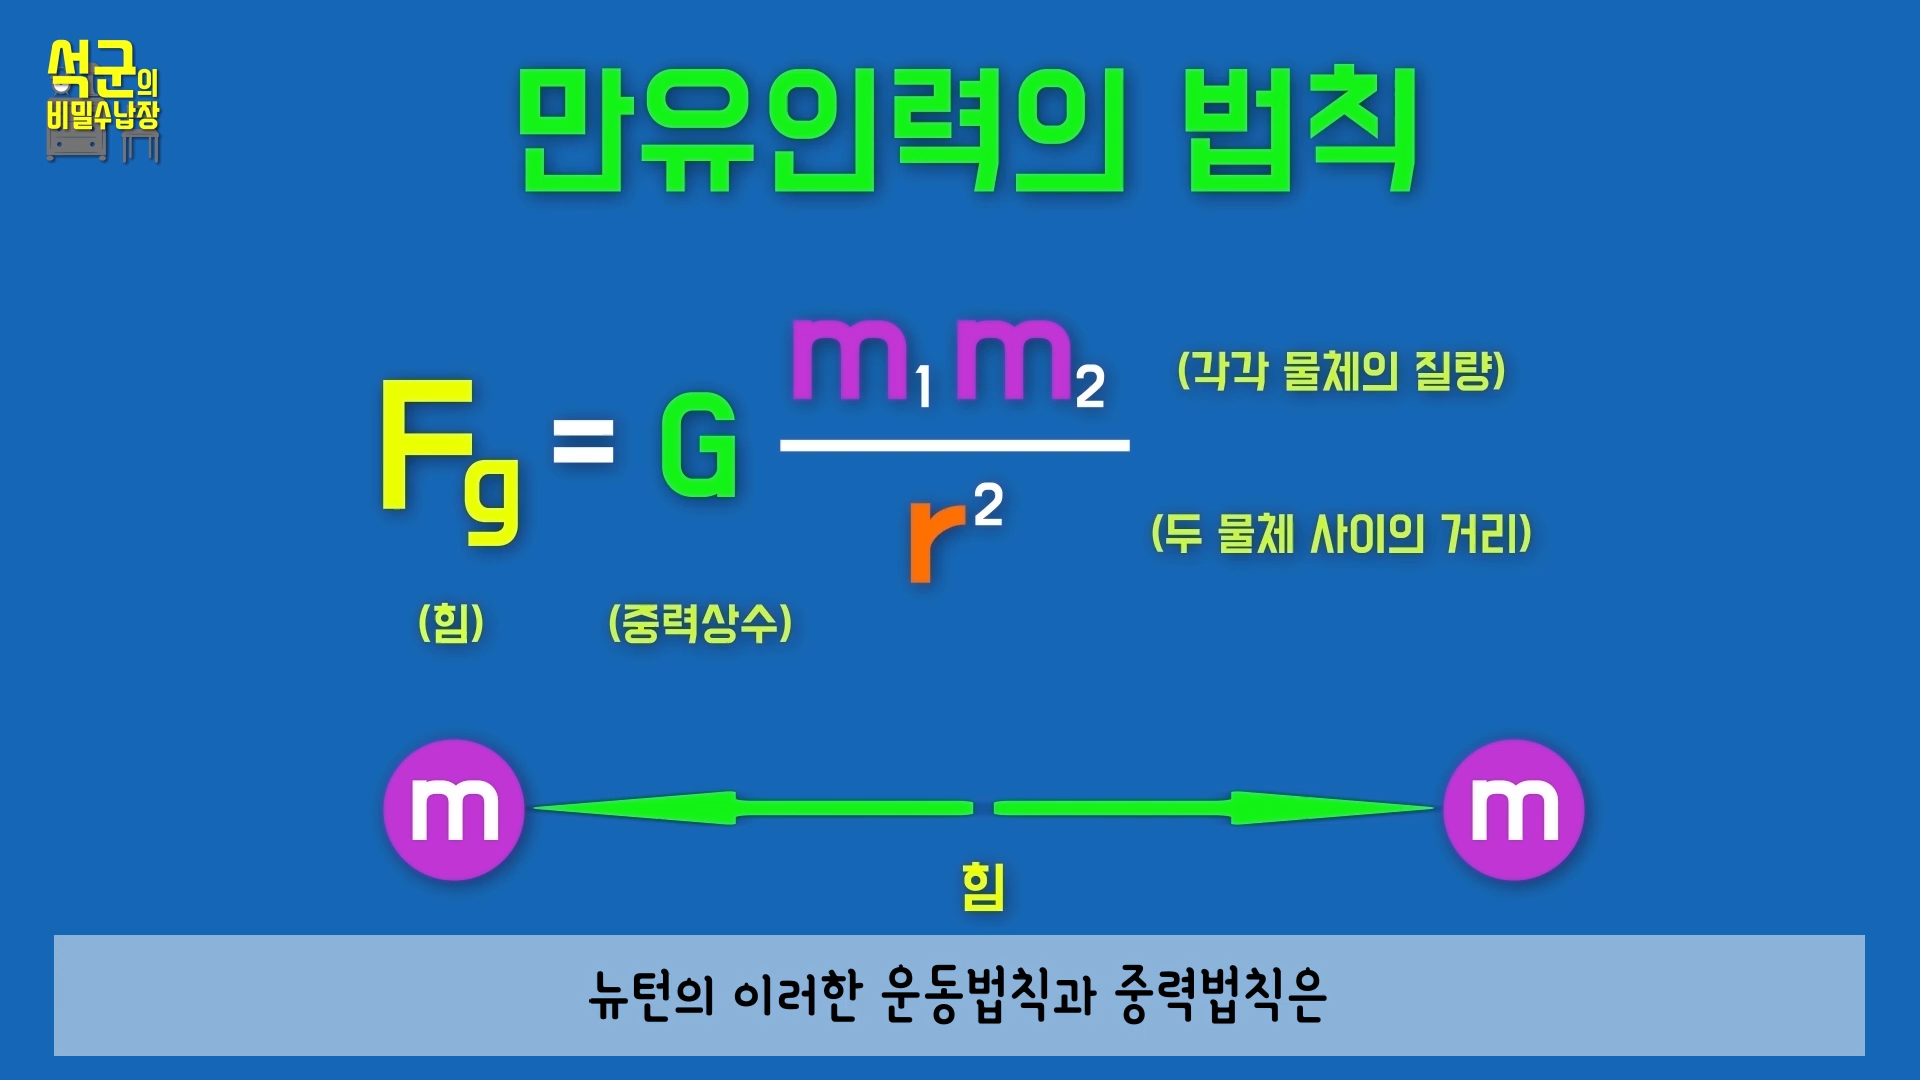 석군의
비밀수납장
만유인력의 법칙
Fg = G m₁ m₂ / r²
(각각 물체의 질량)
(두 물체 사이의 거리)
(힘)
(중력상수)
m
m
힘
뉴턴의 이러한 운동법칙과 중력법칙은